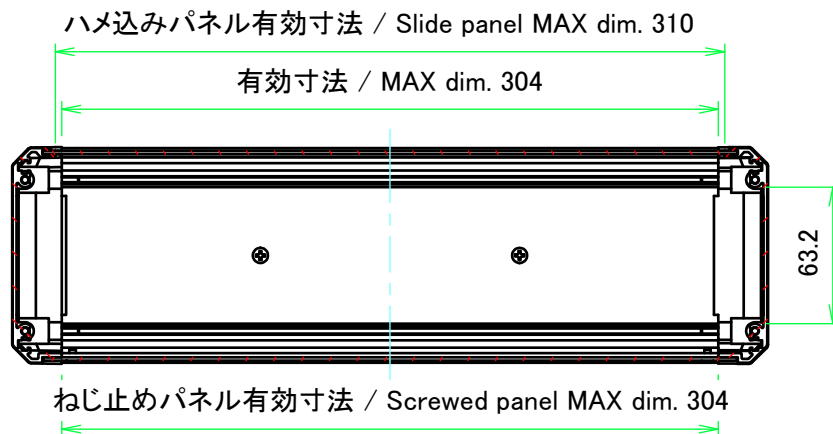 ハメ込みパネル有効寸法 / Slide panel MAX dim. 310
有効寸法 / MAX dim. 304
63.2
ねじ止めパネル有効寸法 / Screwed panel MAX dim. 304